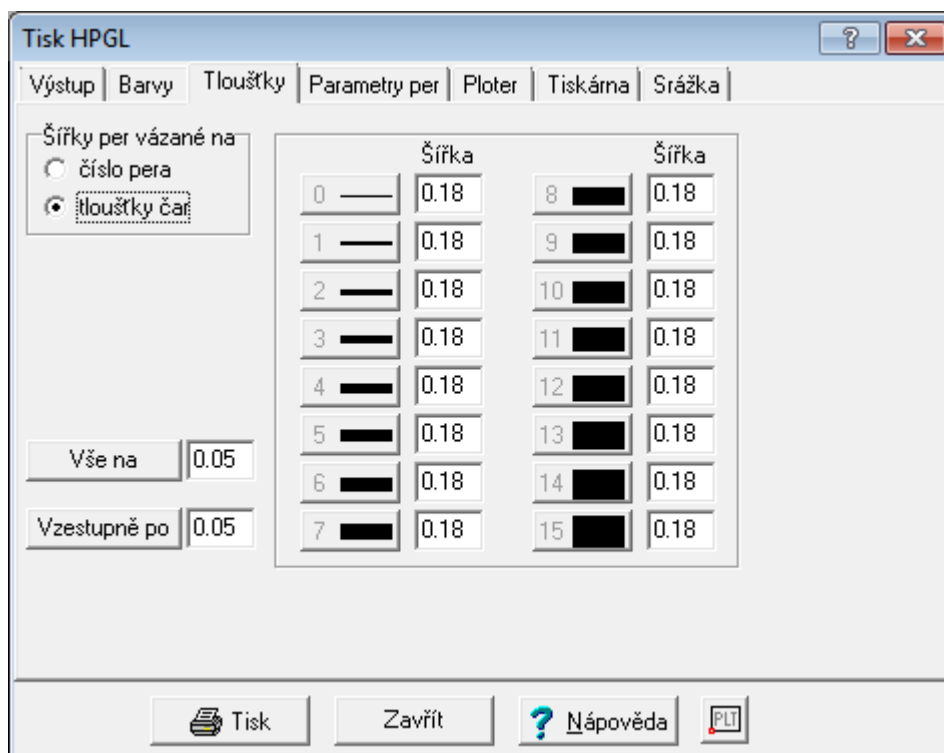 Tisk HPGL
Výstup Barvy Tloušťky Parametry per Ploter Tiskárna Srážka
Šířky per vázané na
číslo pera
tloušťky čar
Šířka Šířka
0 0.18 8 0.18
1 0.18 9 0.18
2 0.18 10 0.18
3 0.18 11 0.18
4 0.18 12 0.18
5 0.18 13 0.18
6 0.18 14 0.18
7 0.18 15 0.18
Vše na 0.05
Vzestupně po 0.05
Tisk Zavřít ? Nápověda PLT